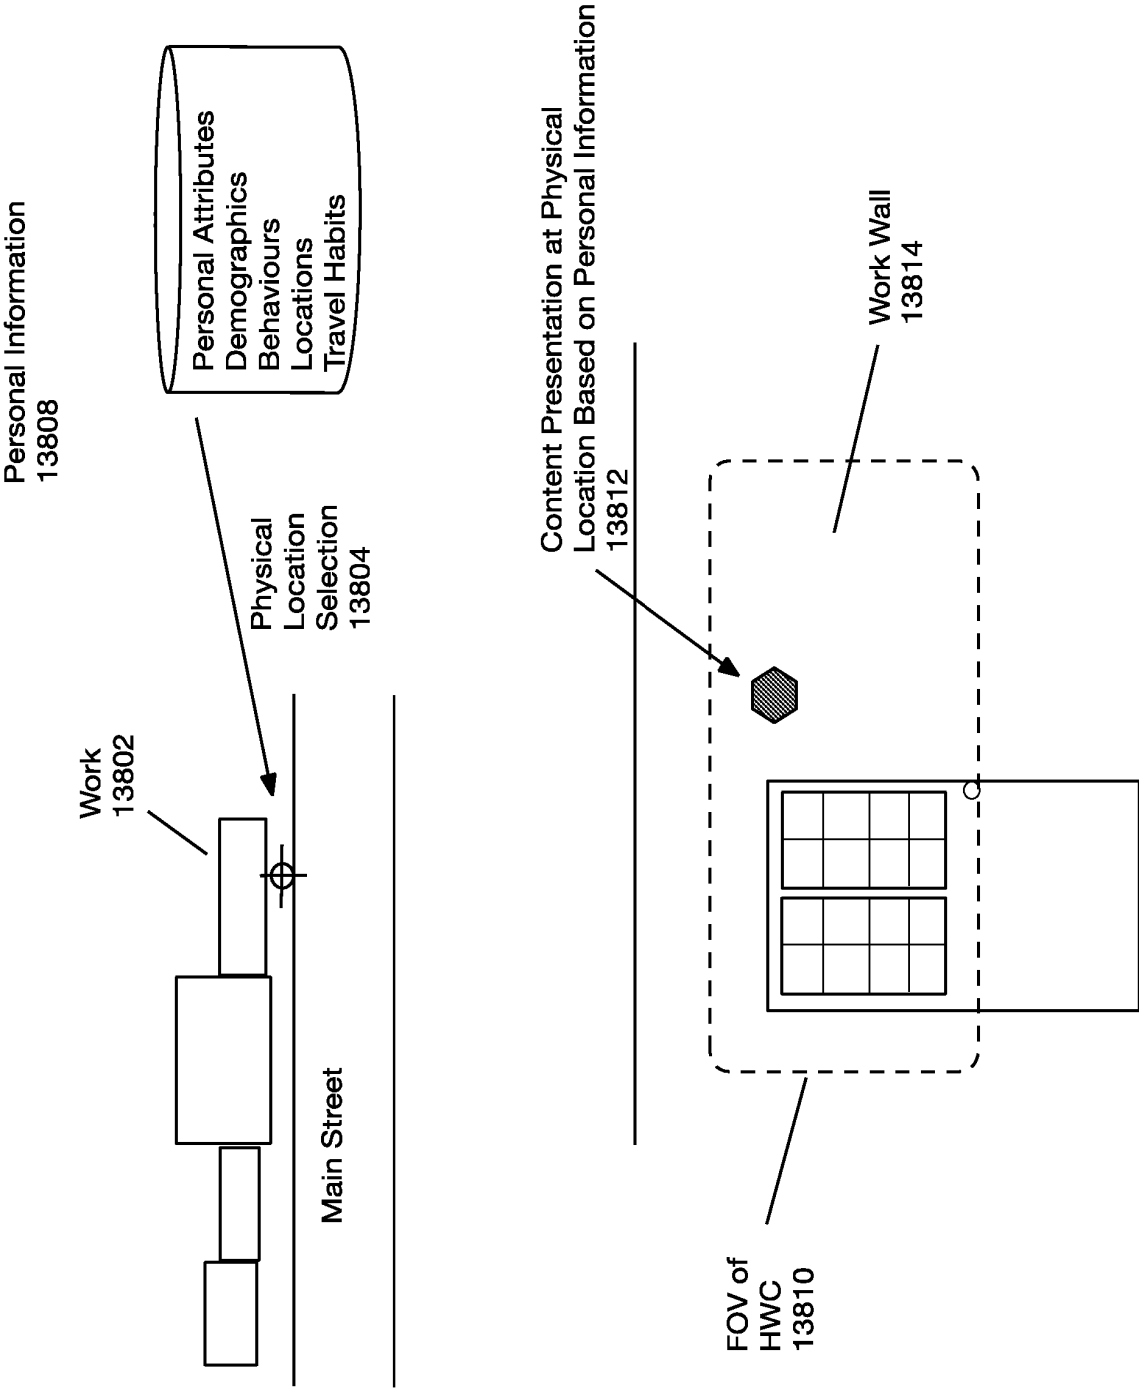 Personal Information
13808
Personal Attributes
Demographics
Behaviours
Locations
Travel Habits
Physical
Location
Selection
13804
Work
13802
Main Street
Content Presentation at Physical
Location Based on Personal Information
13812
Work Wall
13814
FOV of
HWC
13810